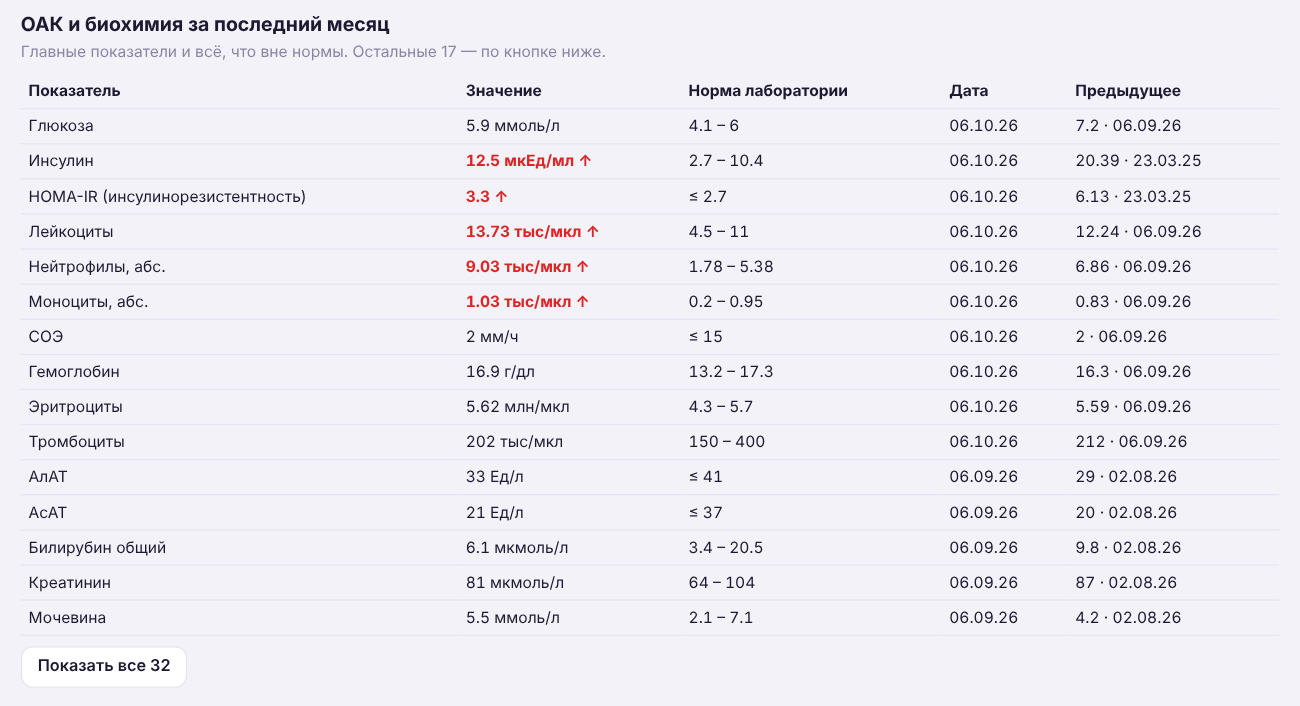 ОАК и биохимия за последний месяц
Главные показатели и всё, что вне нормы. Остальные 17 — по кнопке ниже.
Показатель Значение Норма лаборатории Дата Предыдущее
Глюкоза 5.9 ммоль/л 4.1 – 6 06.10.26 7.2 · 06.09.26
Инсулин 12.5 мкЕд/мл ↑ 2.7 – 10.4 06.10.26 20.39 · 23.03.25
HOMA-IR (инсулинорезистентность) 3.3 ↑ ≤ 2.7 06.10.26 6.13 · 23.03.25
Лейкоциты 13.73 тыс/мкл ↑ 4.5 – 11 06.10.26 12.24 · 06.09.26
Нейтрофилы, абс. 9.03 тыс/мкл ↑ 1.78 – 5.38 06.10.26 6.86 · 06.09.26
Моноциты, абс. 1.03 тыс/мкл ↑ 0.2 – 0.95 06.10.26 0.83 · 06.09.26
СОЭ 2 мм/ч ≤ 15 06.10.26 2 · 06.09.26
Гемоглобин 16.9 г/дл 13.2 – 17.3 06.10.26 16.3 · 06.09.26
Эритроциты 5.62 млн/мкл 4.3 – 5.7 06.10.26 5.59 · 06.09.26
Тромбоциты 202 тыс/мкл 150 – 400 06.10.26 212 · 06.09.26
АлАТ 33 Ед/л ≤ 41 06.09.26 29 · 02.08.26
АсАТ 21 Ед/л ≤ 37 06.09.26 20 · 02.08.26
Билирубин общий 6.1 мкмоль/л 3.4 – 20.5 06.09.26 9.8 · 02.08.26
Креатинин 81 мкмоль/л 64 – 104 06.09.26 87 · 02.08.26
Мочевина 5.5 ммоль/л 2.1 – 7.1 06.09.26 4.2 · 02.08.26
Показать все 32